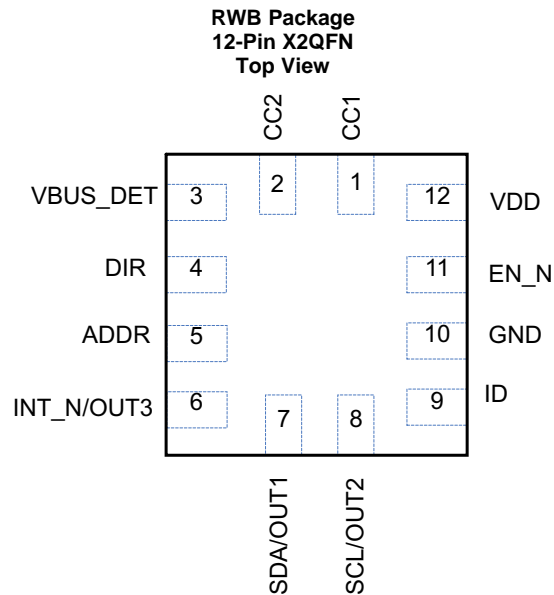 RWB Package
12-Pin X2QFN
Top View
CC2
CC1
2
1
VBUS_DET
3
12
VDD
DIR
4
11
EN_N
ADDR
5
10
GND
INT_N/OUT3
6
9
ID
7
8
SDA/OUT1
SCL/OUT2